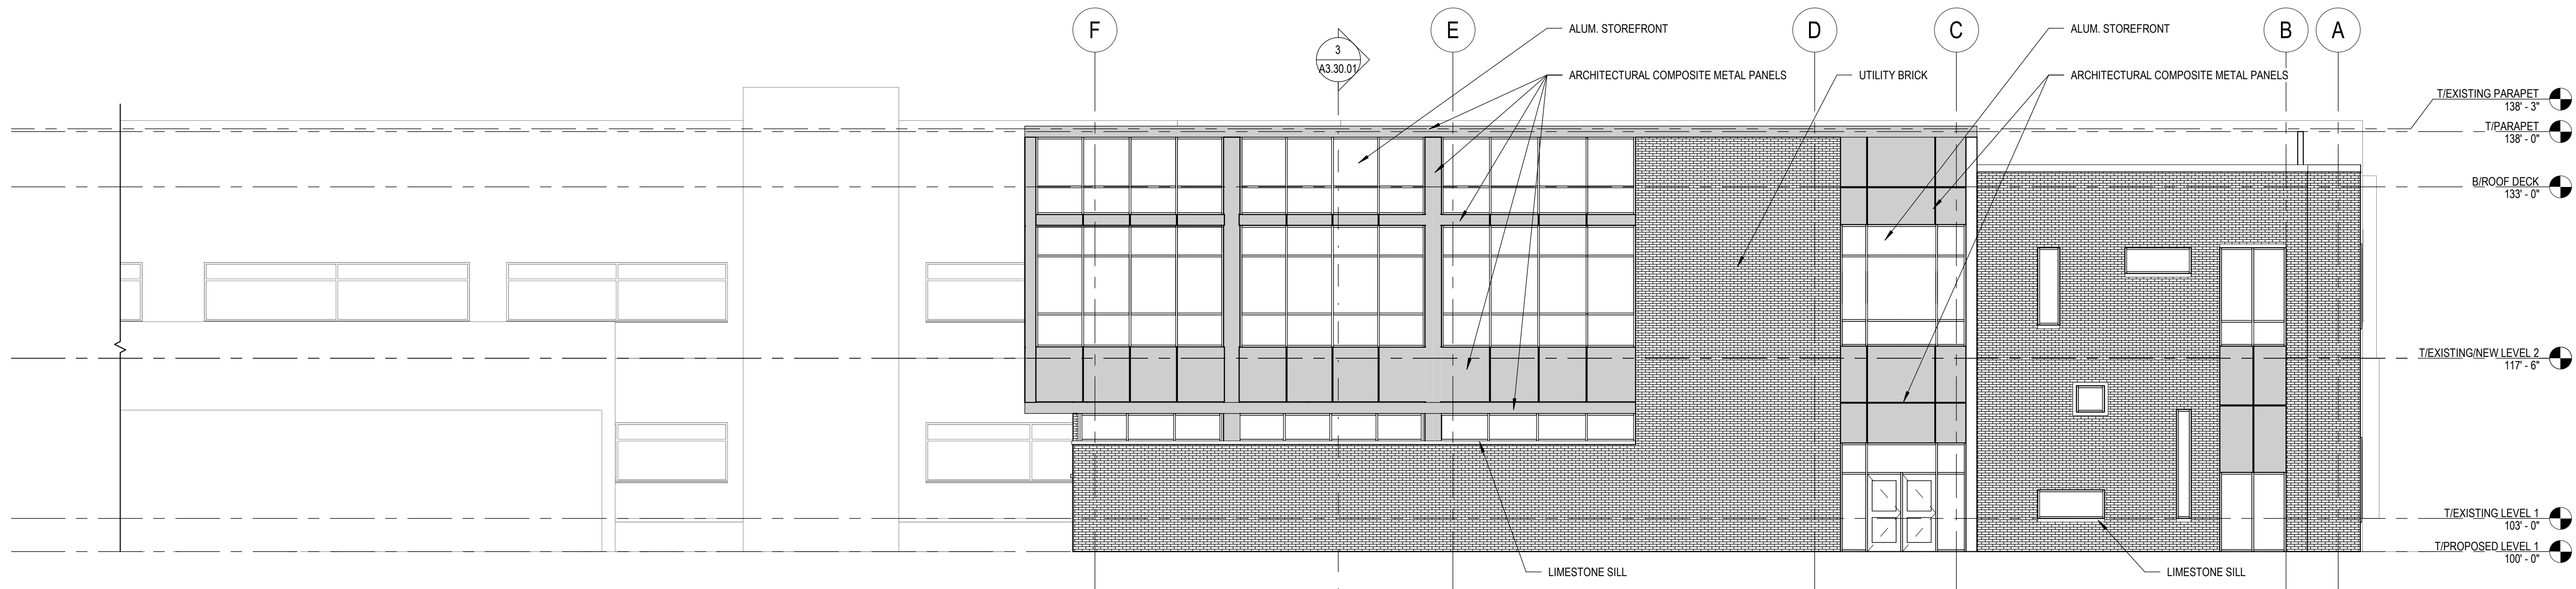 F
3
A3.30.01
E
ALUM. STOREFRONT
ARCHITECTURAL COMPOSITE METAL PANELS
UTILITY BRICK
D
C
ALUM. STOREFRONT
ARCHITECTURAL COMPOSITE METAL PANELS
B
A
T/EXISTING PARAPET
138' - 3"
T/PARAPET
138' - 0"
B/ROOF DECK
133' - 0"
T/EXISTING/NEW LEVEL 2
117' - 6"
T/EXISTING LEVEL 1
103' - 0"
T/PROPOSED LEVEL 1
100' - 0"
LIMESTONE SILL
LIMESTONE SILL